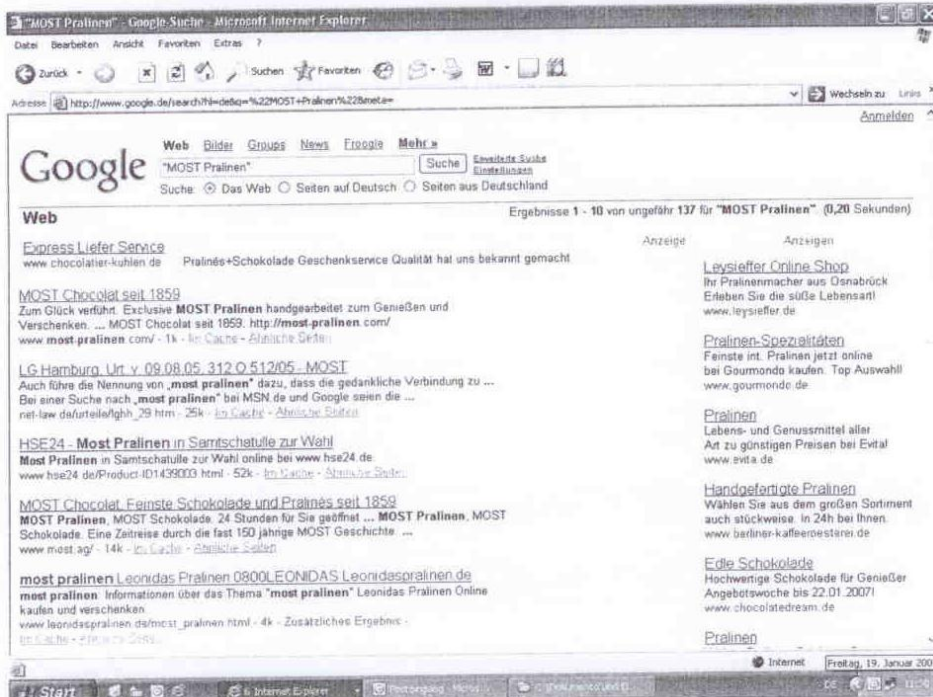 "MOST Pralinen" - Google-Suche - Microsoft Internet Explorer
Datei Bearbeiten Ansicht Favoriten Extras ?
Zurück Suchen Favoriten
Adresse http://www.google.de/search?hl=de&q=%22MOST+Pralinen%22&meta= Wechseln zu Links
Anmelden
Web Bilder Groups News Froogle Mehr »
Google "MOST Pralinen" Suche Erweiterte Suche
Einstellungen
Suche: Das Web Seiten auf Deutsch Seiten aus Deutschland
Web Ergebnisse 1 - 10 von ungefähr 137 für "MOST Pralinen". (0,20 Sekunden)
Express Liefer Service Anzeige
www.chocolatier-kuhlen.de Pralinés+Schokolade Geschenkservice Qualität hat uns bekannt gemacht
MOST Chocolat seit 1859
Zum Glück verführt. Exclusive MOST Pralinen handgearbeitet zum Genießen und
Verschenken. ... MOST Chocolat seit 1859. http://most-pralinen.com/
www.most-pralinen.com/ - 1k - Im Cache - Ähnliche Seiten
LG Hamburg, Urt. v. 09.08.05, 312 O 512/05 - MOST
Auch führe die Nennung von „most pralinen" dazu, dass die gedankliche Verbindung zu ...
Bei einer Suche nach „most pralinen" bei MSN.de und Google seien die ...
net-law.de/urteile/lghh_29.htm - 25k - Im Cache - Ähnliche Seiten
HSE24 - Most Pralinen in Samtschatulle zur Wahl
Most Pralinen in Samtschatulle zur Wahl online bei www.hse24.de
www.hse24.de/Product-ID1439003.html - 52k - Im Cache - Ähnliche Seiten
MOST Chocolat. Feinste Schokolade und Pralinés seit 1859
MOST Pralinen, MOST Schokolade. 24 Stunden für Sie geöffnet ... MOST Pralinen, MOST
Schokolade. Eine Zeitreise durch die fast 150 jährige MOST Geschichte. ...
www.most.ag/ - 14k - Im Cache - Ähnliche Seiten
most pralinen Leonidas Pralinen 0800LEONIDAS Leonidaspralinen.de
most pralinen: Informationen über das Thema "most pralinen" Leonidas Pralinen Online
kaufen und verschenken
www.leonidaspralinen.de/most_pralinen.html - 4k - Zusätzliches Ergebnis -
Im Cache - Ähnliche Seiten
Anzeigen
Leysieffer Online Shop
Ihr Pralinenmacher aus Osnabrück
Erleben Sie die süße Lebensart!
www.leysieffer.de
Pralinen-Spezialitäten
Feinste int. Pralinen jetzt online
bei Gourmondo kaufen. Top Auswahl!
www.gourmondo.de
Pralinen
Lebens- und Genussmittel aller
Art zu günstigen Preisen bei Evita!
www.evita.de
Handgefertigte Pralinen
Wählen Sie aus dem großen Sortiment
auch stückweise. In 24h bei Ihnen.
www.berliner-kaffeeroesterei.de
Edle Schokolade
Hochwertige Schokolade für Genießer
Angebotswoche bis 22.01.2007!
www.chocolatedream.de
Pralinen
Internet Freitag, 19. Januar 200
Start 6 Internet Explorer Posteingang DE